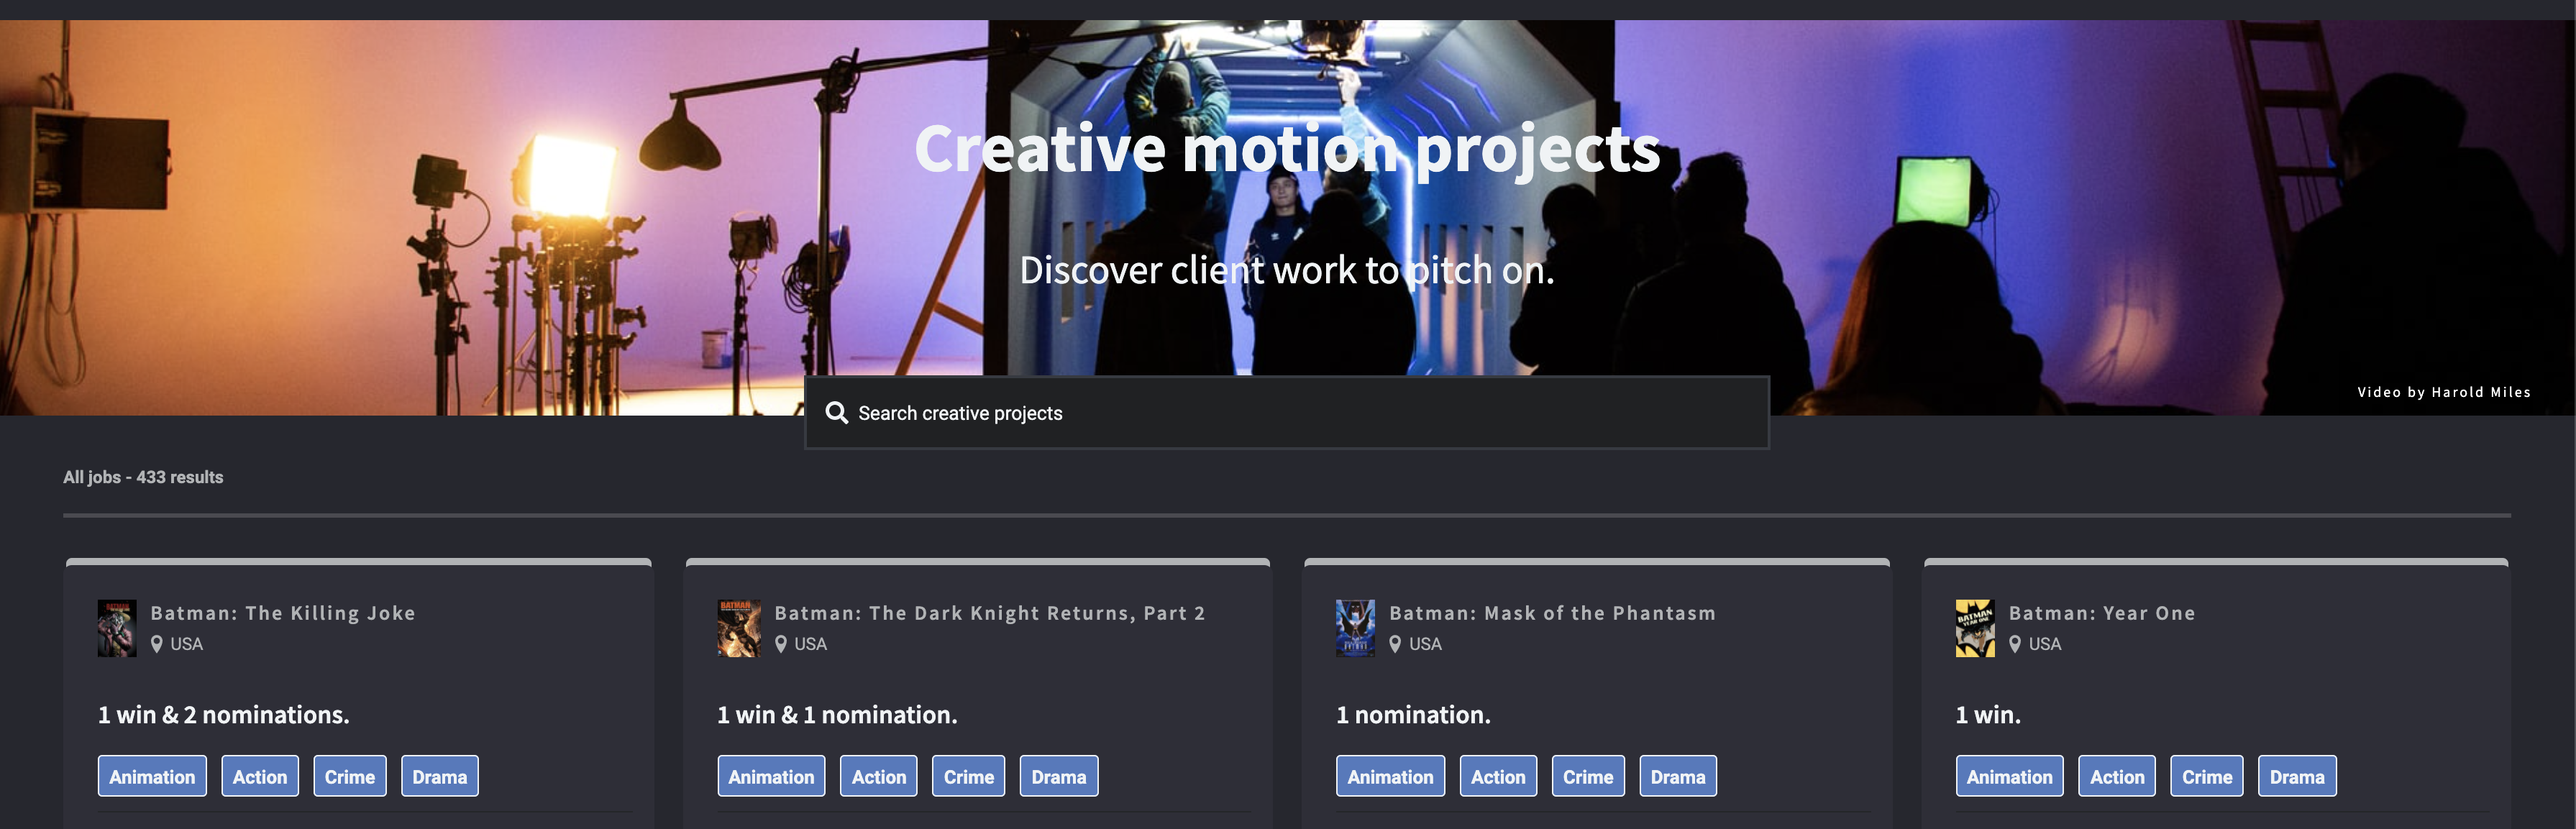 Creative motion projects
Discover client work to pitch on.
Video by Harold Miles
Search creative projects
All jobs - 433 results
Batman: The Killing Joke
USA
1 win & 2 nominations.
Animation Action Crime Drama
Batman: The Dark Knight Returns, Part 2
USA
1 win & 1 nomination.
Animation Action Crime Drama
Batman: Mask of the Phantasm
USA
1 nomination.
Animation Action Crime Drama
BATMAN
YEAR ONE
Batman: Year One
USA
1 win.
Animation Action Crime Drama